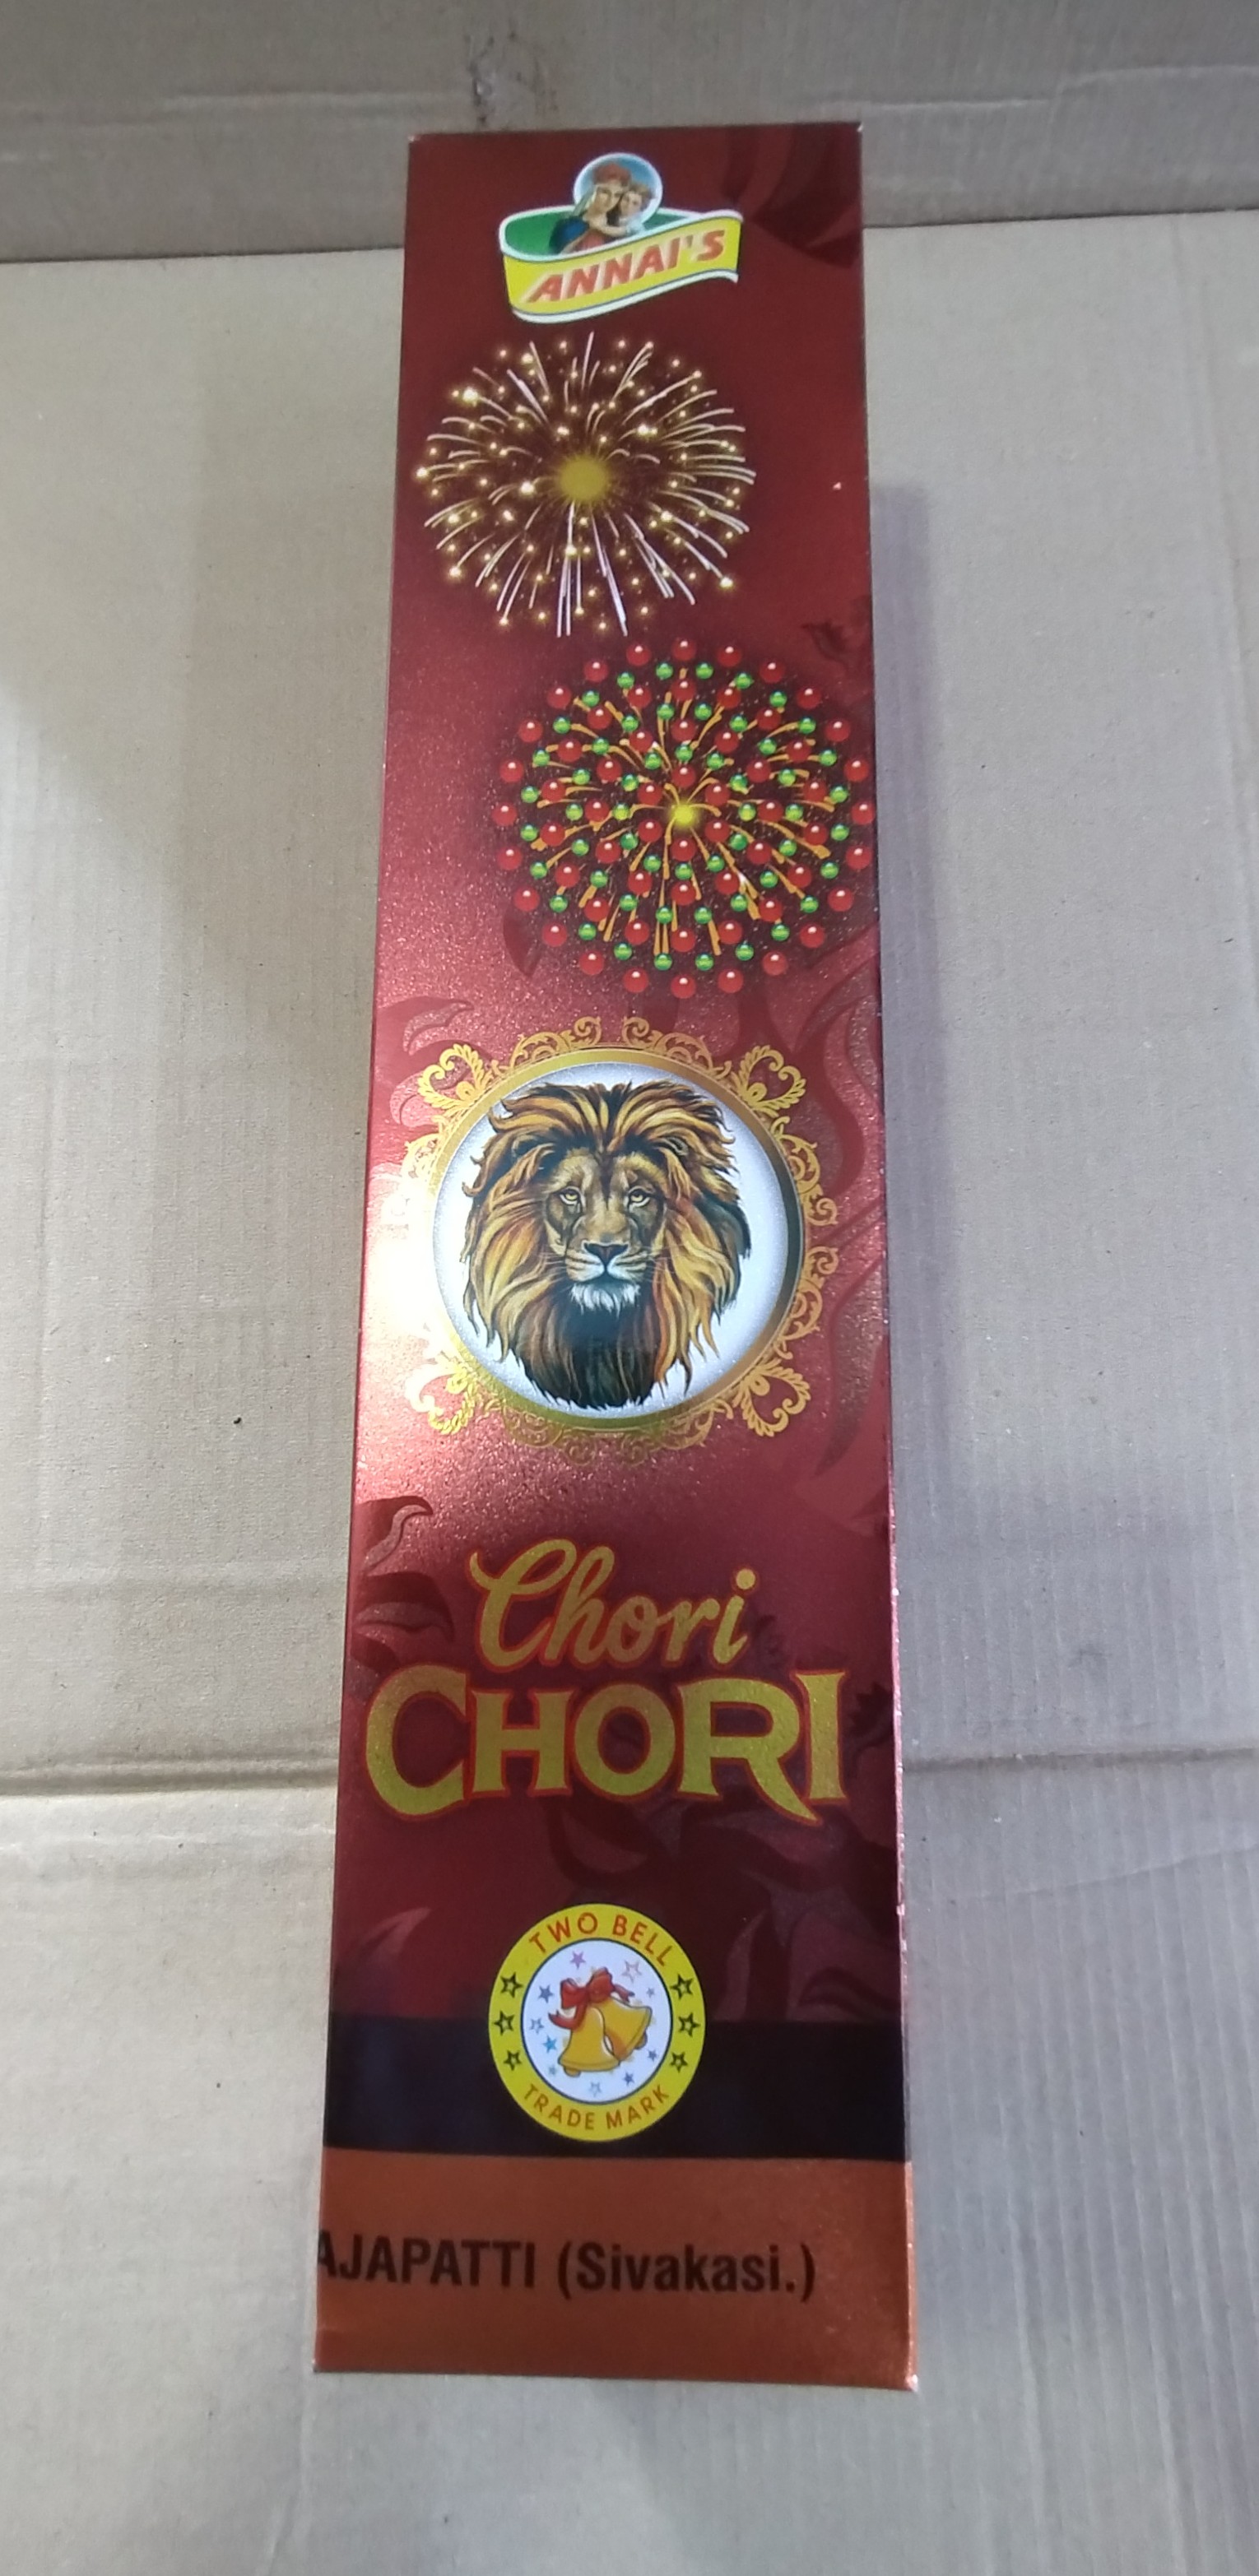 ANNAI'S
Chori
CHORI
TWO BELL
TRADE MARK
AJAPATTI (Sivakasi.)